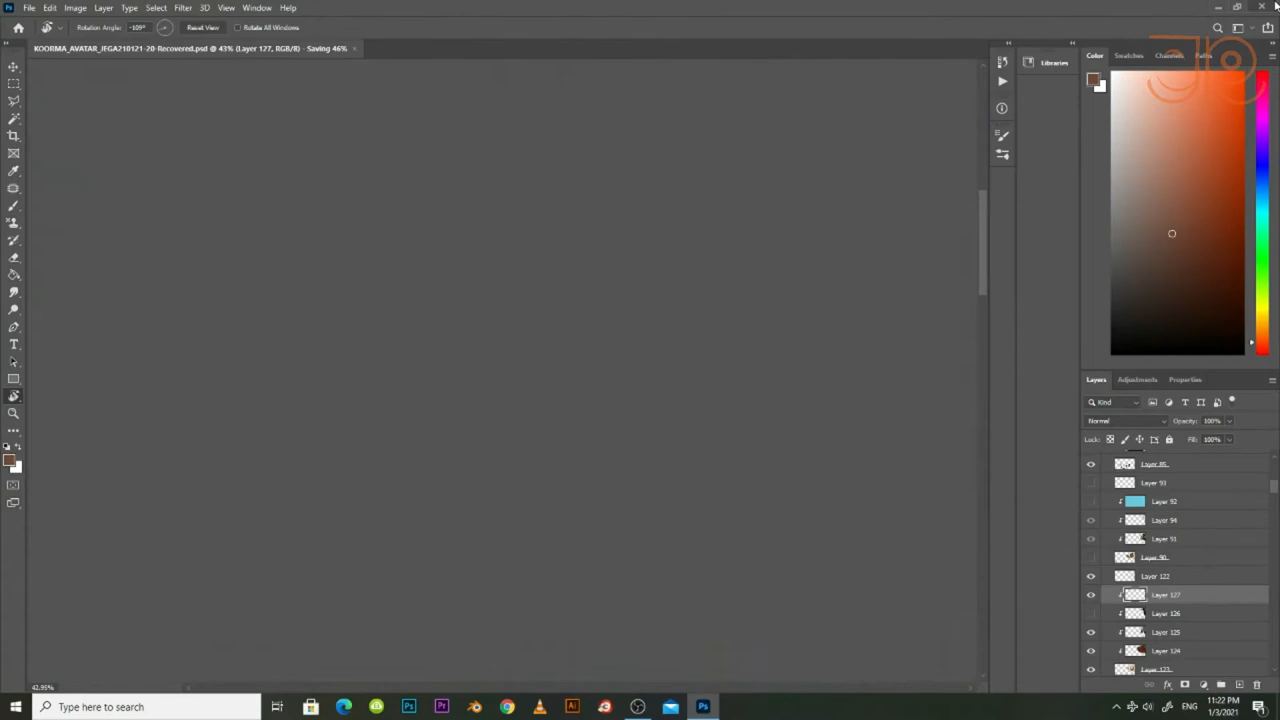 File Edit Image Layer Type Select Filter 3D View Window Help
Rotation Angle: -109° Reset View Rotate All Windows
KOORMA_AVATAR_JEGA210121-20-Recovered.psd @ 43% (Layer 127, RGB/8) - Saving 46%
Libraries
Color Swatches Channels Paths
Layers Adjustments Properties
Kind
Normal Opacity: 100%
Lock: Fill: 100%
Layer 85
Layer 93
Layer 92
Layer 94
Layer 91
Layer 90
Layer 122
Layer 127
Layer 126
Layer 125
Layer 124
Layer 123
42.95%
Type here to search
11:22 PM
1/3/2021